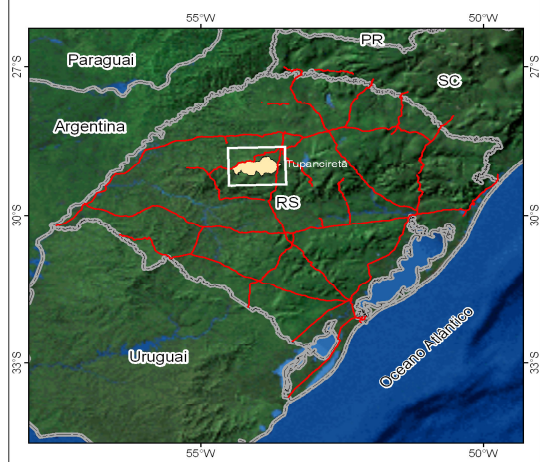 55°W
50°W
PR
27°S
27°S
Paraguai
SC
Argentina
Tupanciretã
RS
30°S
30°S
Oceano Atlântico
33°S
33°S
Uruguai
55°W
50°W